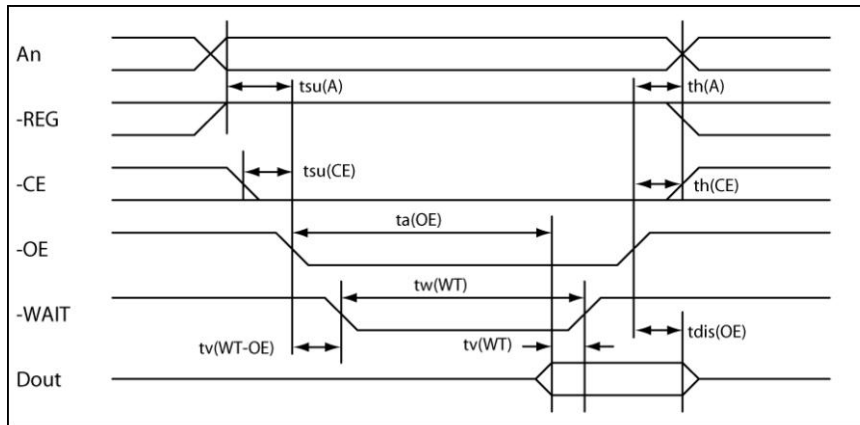 An
tsu(A)
th(A)
-REG
tsu(CE)
-CE
th(CE)
ta(OE)
-OE
tw(WT)
-WAIT
tv(WT-OE)
tv(WT)
tdis(OE)
Dout